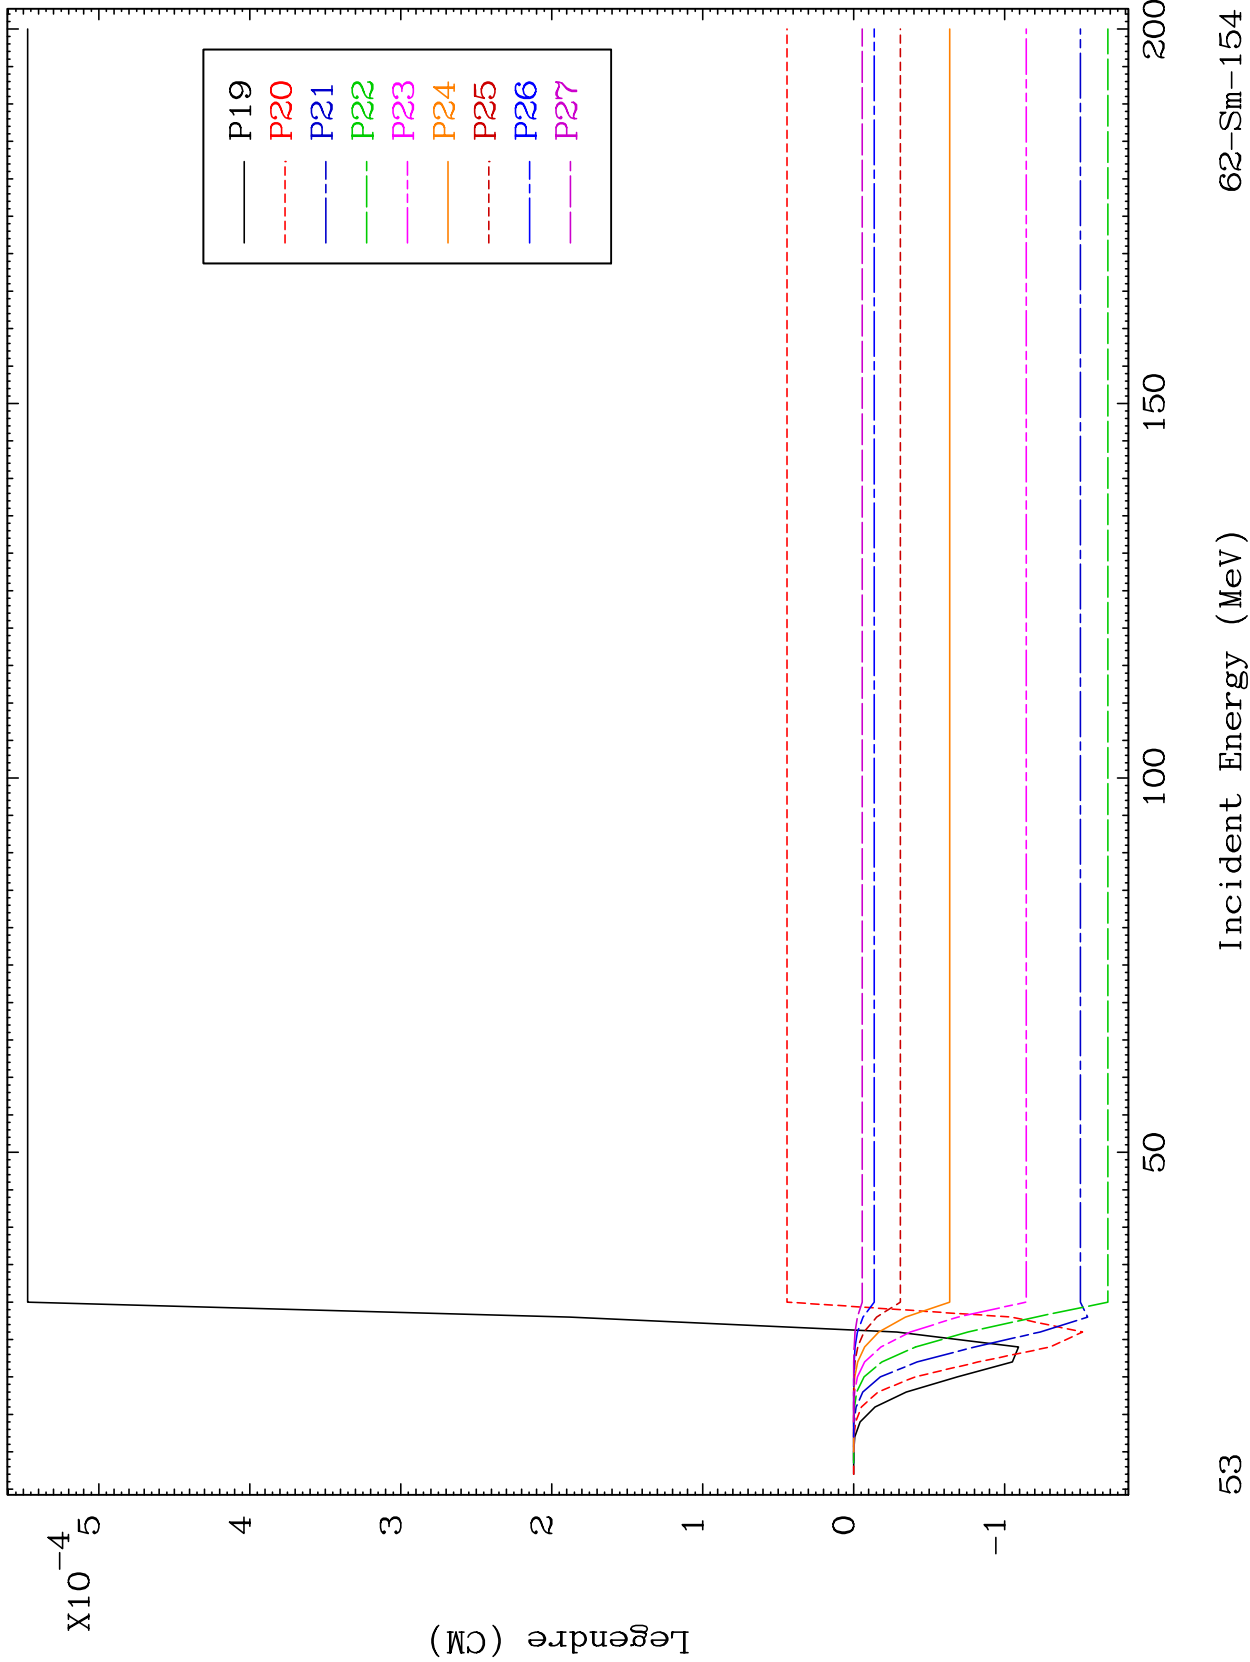 X10-4
5
4
3
2
1
0
-1
Legendre (CM)
P19
P20
P21
P22
P23
P24
P25
P26
P27
50
100
150
200
Incident Energy (MeV)
53
62-Sm-154